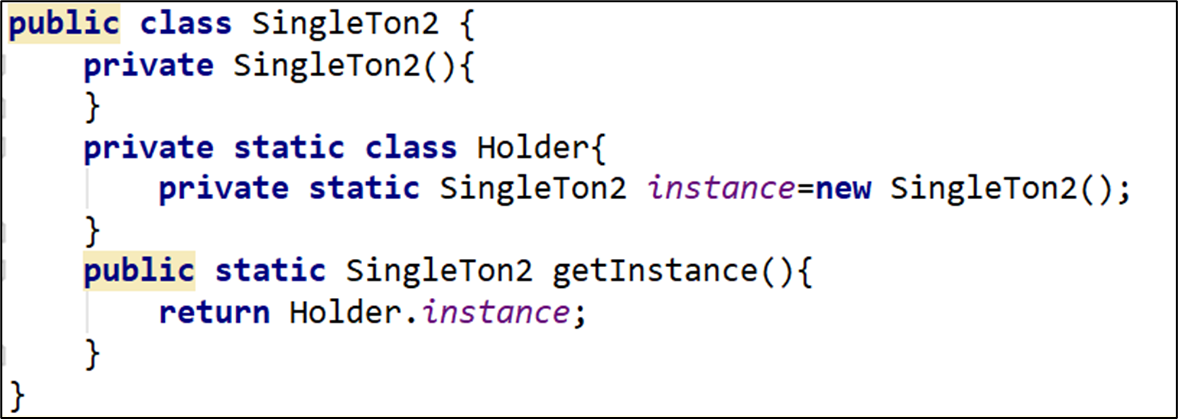 public class SingleTon2 {
    private SingleTon2(){
    }
    private static class Holder{
        private static SingleTon2 instance=new SingleTon2();
    }
    public static SingleTon2 getInstance(){
        return Holder.instance;
    }
}